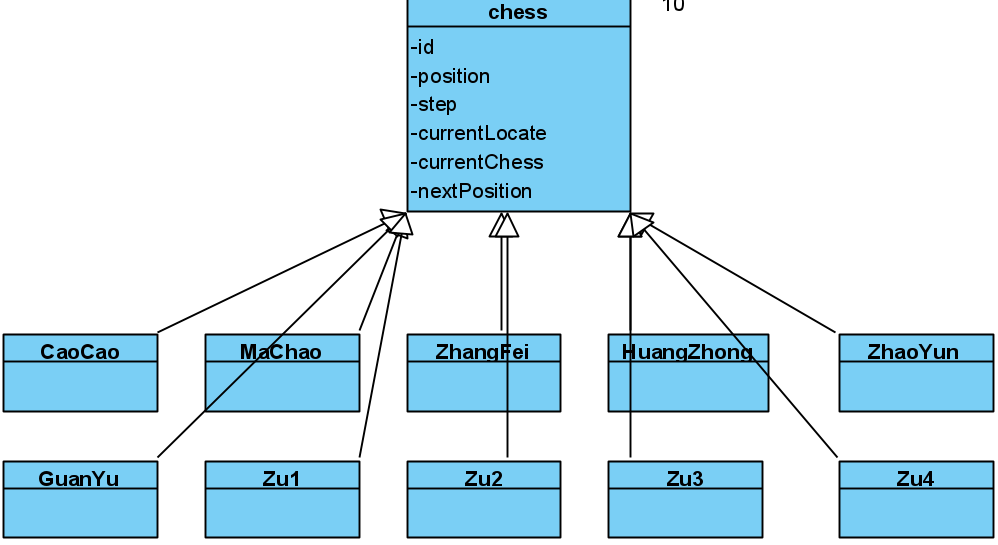 chess
10
-id
-position
-step
-currentLocate
-currentChess
-nextPosition
CaoCao
MaChao
ZhangFei
HuangZhong
ZhaoYun
GuanYu
Zu1
Zu2
Zu3
Zu4